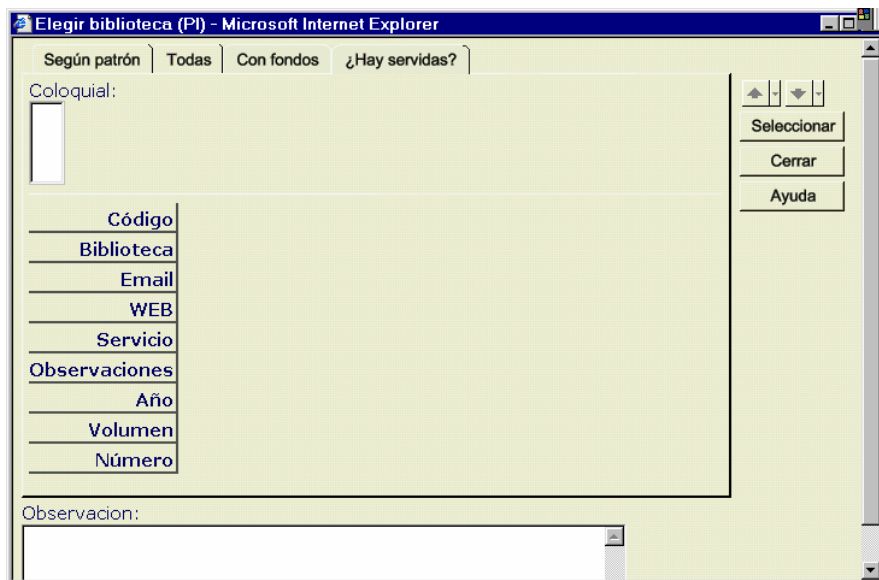 Elegir biblioteca (PI) - Microsoft Internet Explorer
Según patrón Todas Con fondos ¿Hay servidas?
Coloquial:
Seleccionar
Cerrar
Ayuda
Código
Biblioteca
Email
WEB
Servicio
Observaciones
Año
Volumen
Número
Observacion: